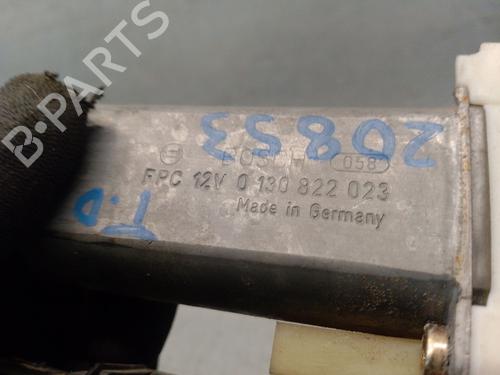 B-PARTS
20853
BOSCH 058
FPC 12V 0 130 822 023
Made in Germany
T.D